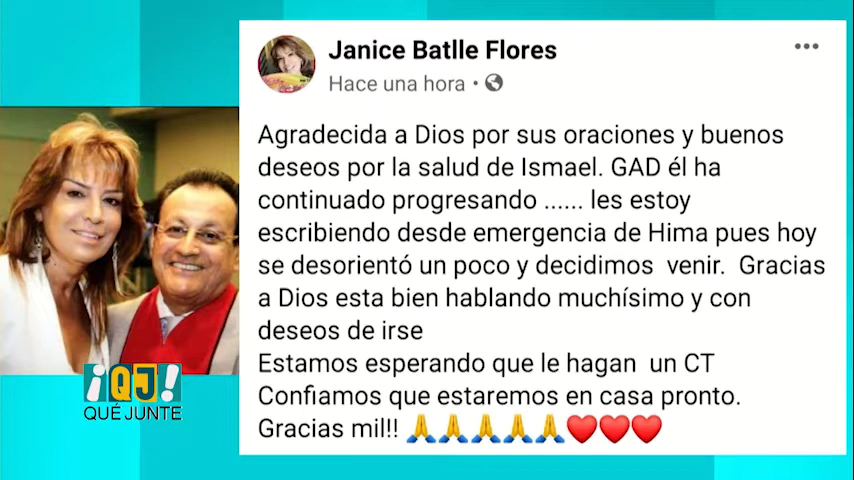 Janice Batlle Flores
Hace una hora •
Agradecida a Dios por sus oraciones y buenos
deseos por la salud de Ismael. GAD él ha
continuado progresando ...... les estoy
escribiendo desde emergencia de Hima pues hoy
se desorientó un poco y decidimos venir. Gracias
a Dios esta bien hablando muchísimo y con
deseos de irse
Estamos esperando que le hagan un CT
Confiamos que estaremos en casa pronto.
Gracias mil!! 🙏🙏🙏🙏🙏❤️❤️❤️
¡QJ!
QUÉ JUNTE